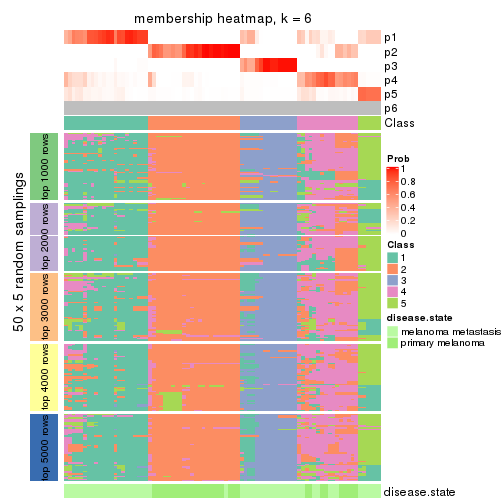 membership heatmap, k = 6
p1
p2
p3
p4
p5
p6
Class
50 x 5 random samplings
top 1000 rows
top 2000 rows
top 3000 rows
top 4000 rows
top 5000 rows
Prob
1
0.8
0.6
0.4
0.2
0
Class
1
2
3
4
5
disease.state
melanoma metastasis
primary melanoma
disease.state